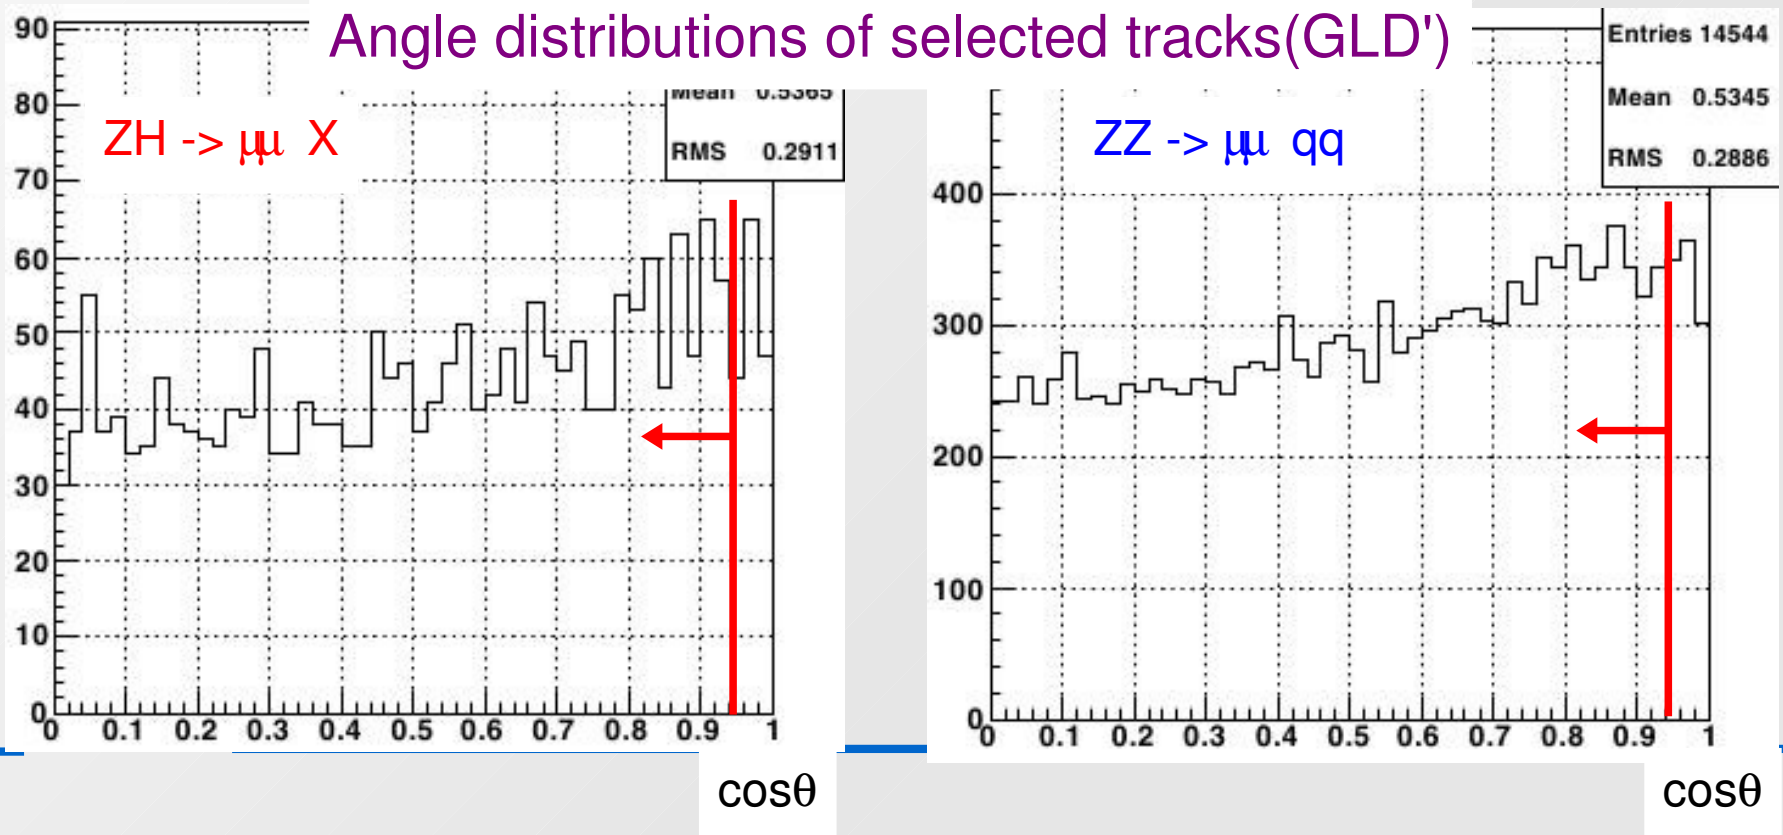 Angle distributions of selected tracks(GLD')
ZH -> μμ X
Mean 0.5365
RMS 0.2911
90
80
70
60
50
40
30
20
10
0
0 0.1 0.2 0.3 0.4 0.5 0.6 0.7 0.8 0.9 1
cosθ
ZZ -> μμ qq
Entries 14544
Mean 0.5345
RMS 0.2886
400
300
200
100
0
0 0.1 0.2 0.3 0.4 0.5 0.6 0.7 0.8 0.9 1
cosθ